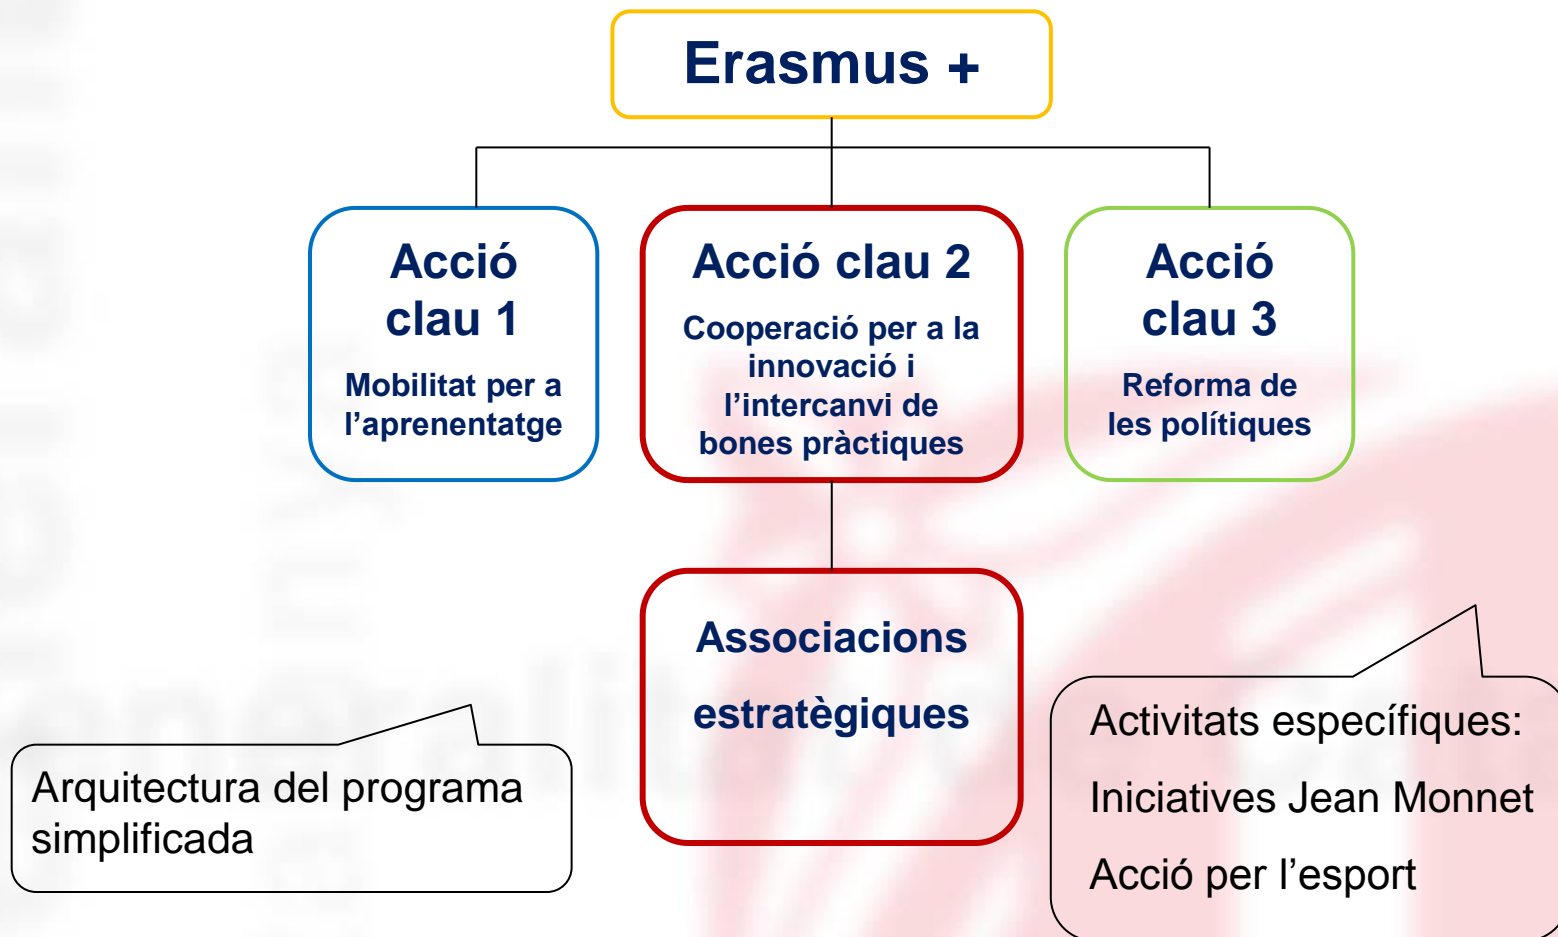 Erasmus +
Acció
clau 1
Mobilitat per a
l’aprenentatge
Acció clau 2
Cooperació per a la
innovació i
l’intercanvi de
bones pràctiques
Acció
clau 3
Reforma de
les polítiques
Associacions
estratègiques
Arquitectura del programa
simplificada
Activitats específiques:
Iniciatives Jean Monnet
Acció per l’esport